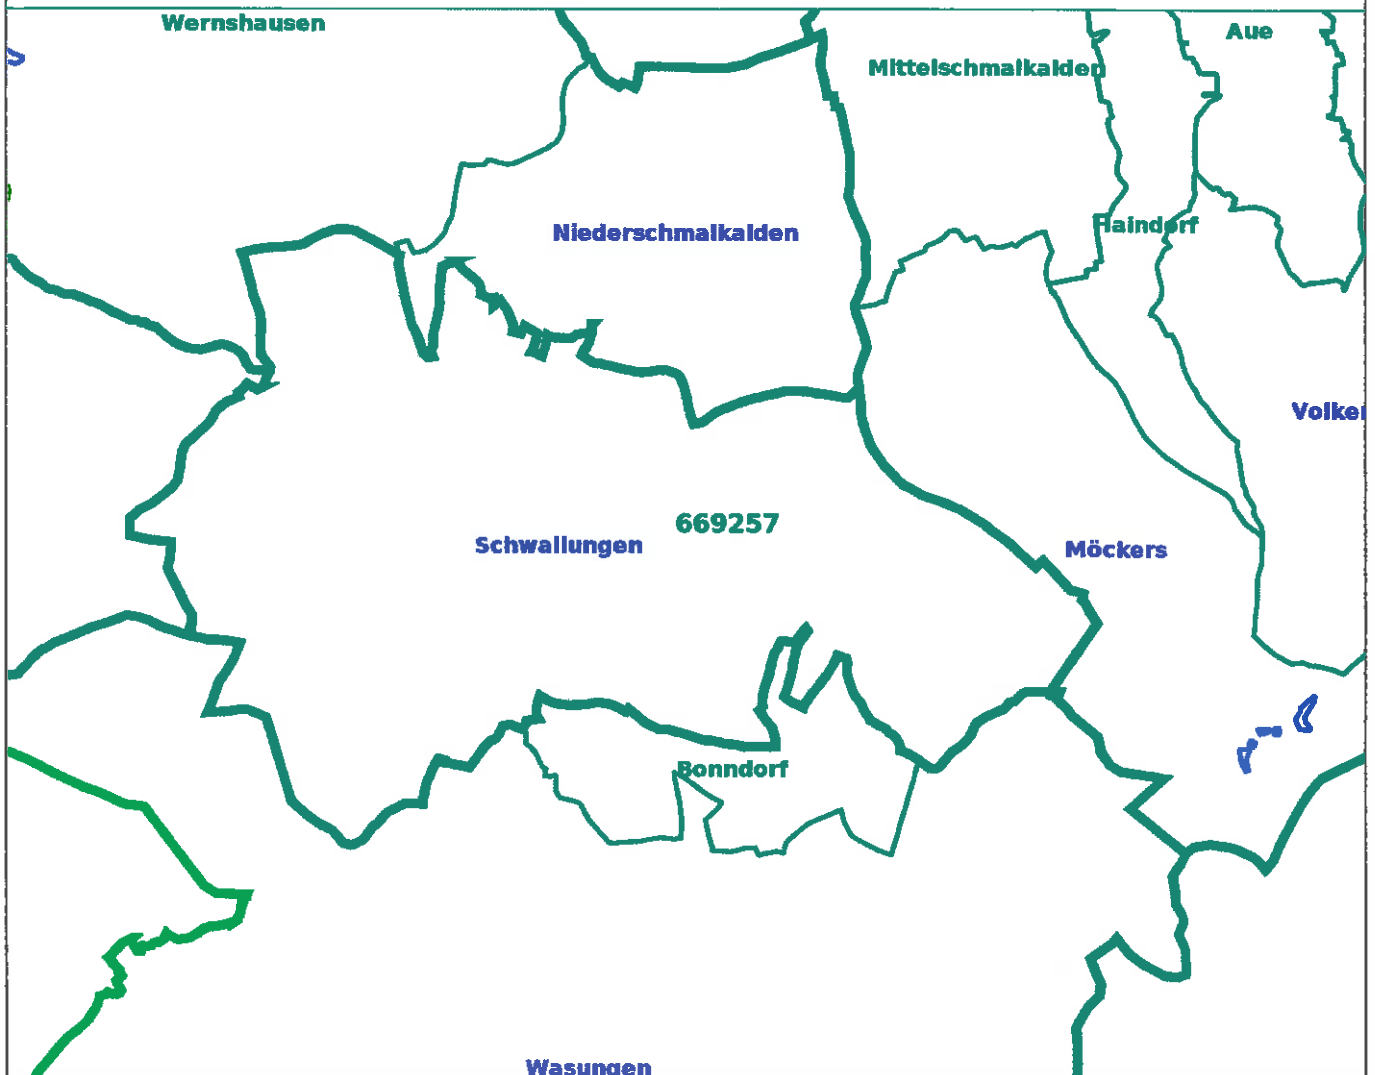 Wernshausen
Aue
Mittelschmalkalden
Haindorf
Niederschmalkalden
Volker
669257
Schwallungen
Möckers
Bonndorf
Wasungen